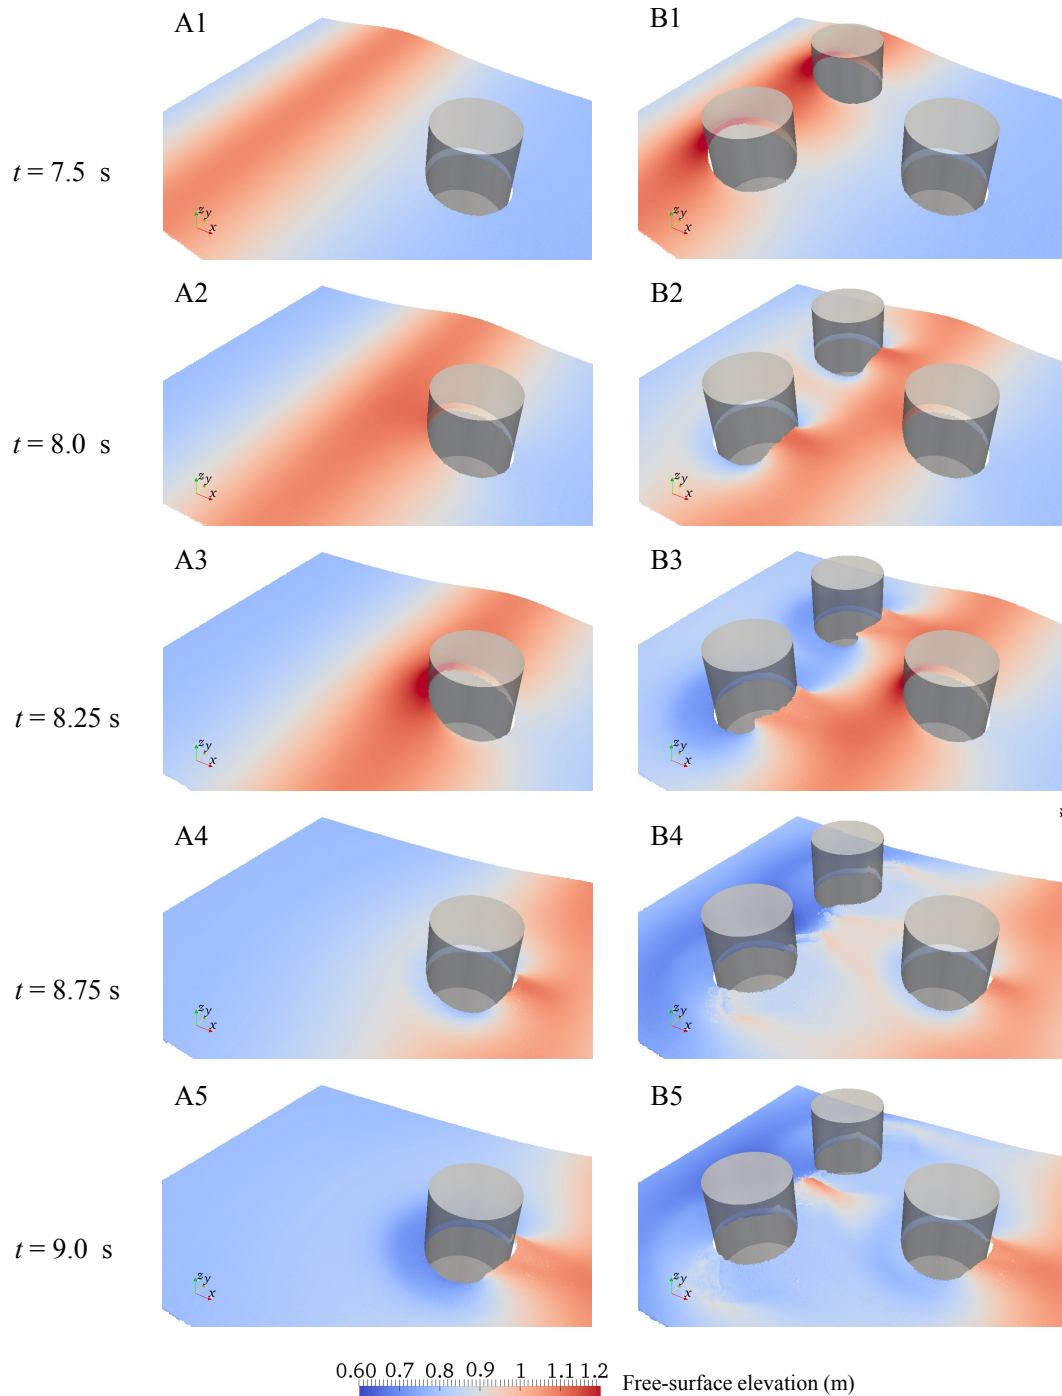 A1 B1
t = 7.5 s
z y x z y x
A2 B2
t = 8.0 s
z y x z y x
A3 B3
t = 8.25 s
z y x z y x
A4 B4
t = 8.75 s
z y x z y x
A5 B5
t = 9.0 s
z y x z y x
0.60 0.7 0.8 0.9 1 1.1 1.2 Free-surface elevation (m)